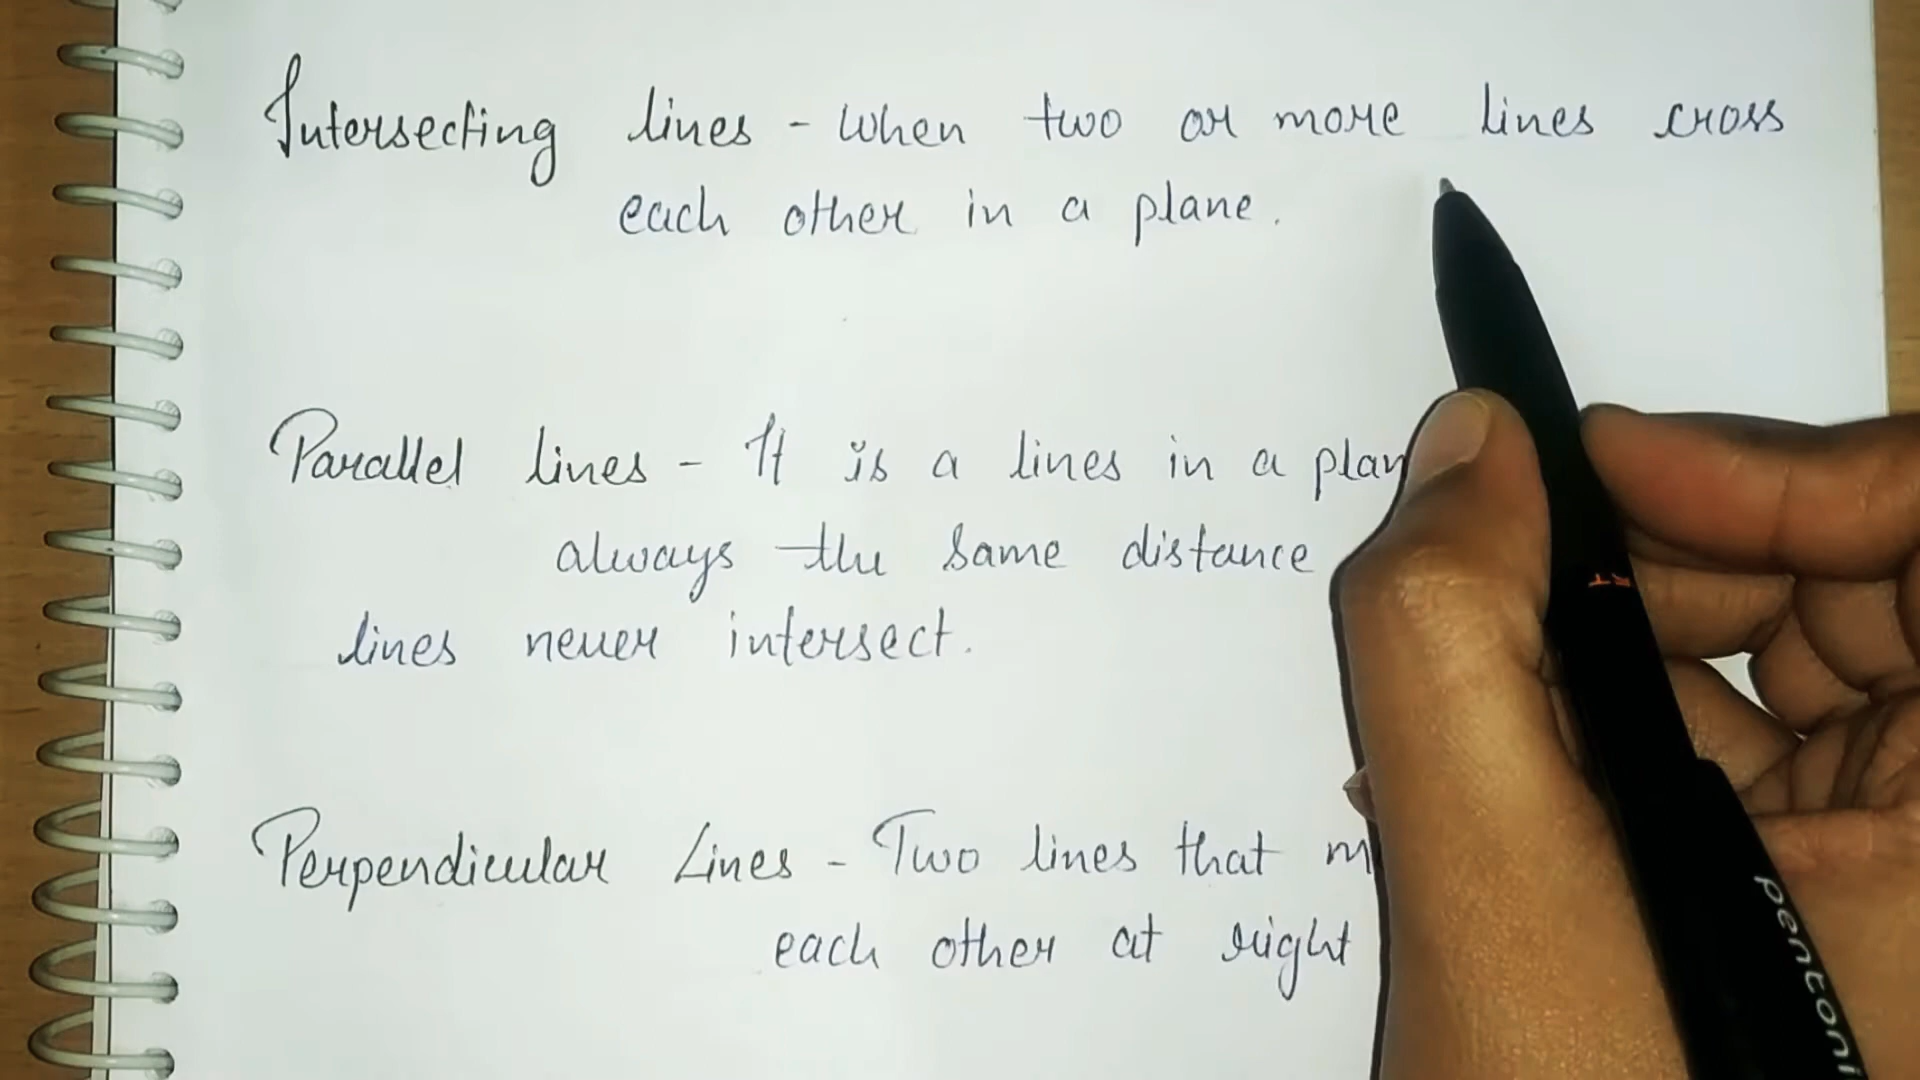 Intersecting lines - When two or more lines cross
each other in a plane.
Parallel lines - It is a lines in a
always the same distance
lines never intersect.
Perpendicular Lines - Two lines that
each other at right
pentoni